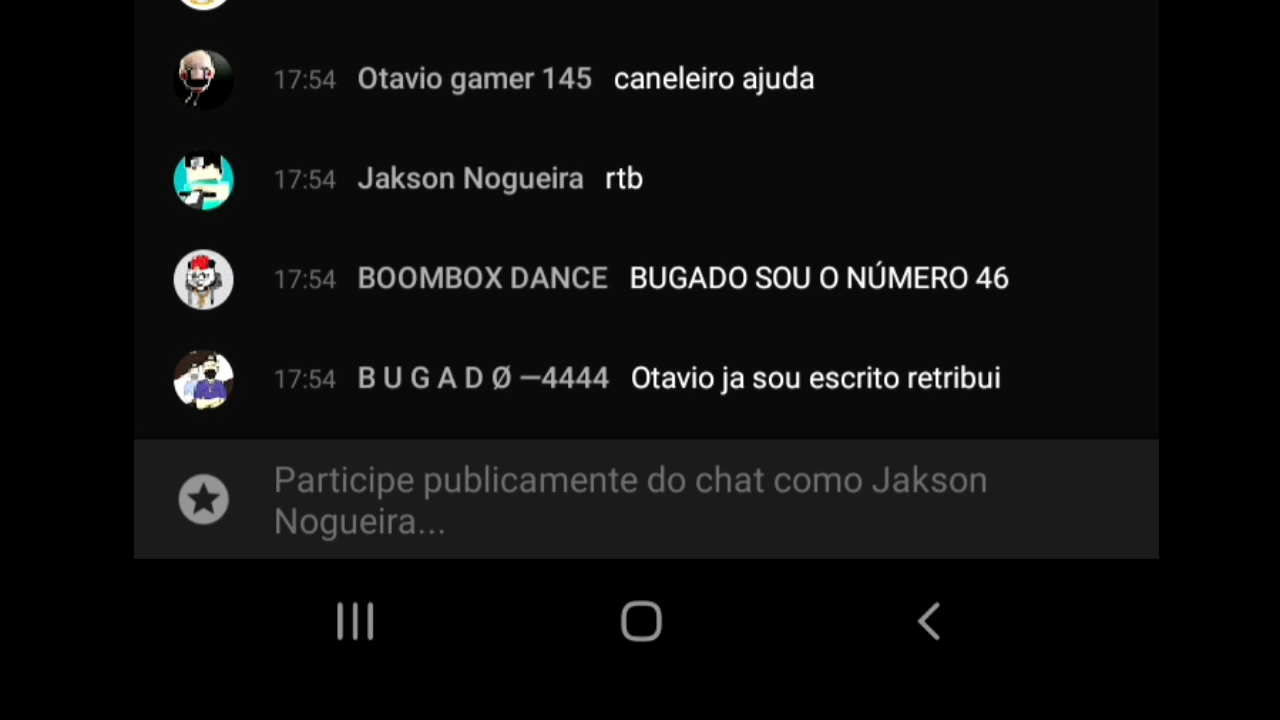 17:54 Otavio gamer 145 caneleiro ajuda
17:54 Jakson Nogueira rtb
17:54 BOOMBOX DANCE BUGADO SOU O NÚMERO 46
17:54 B U G A D Ø —4444 Otavio ja sou escrito retribui
Participe publicamente do chat como Jakson
Nogueira...